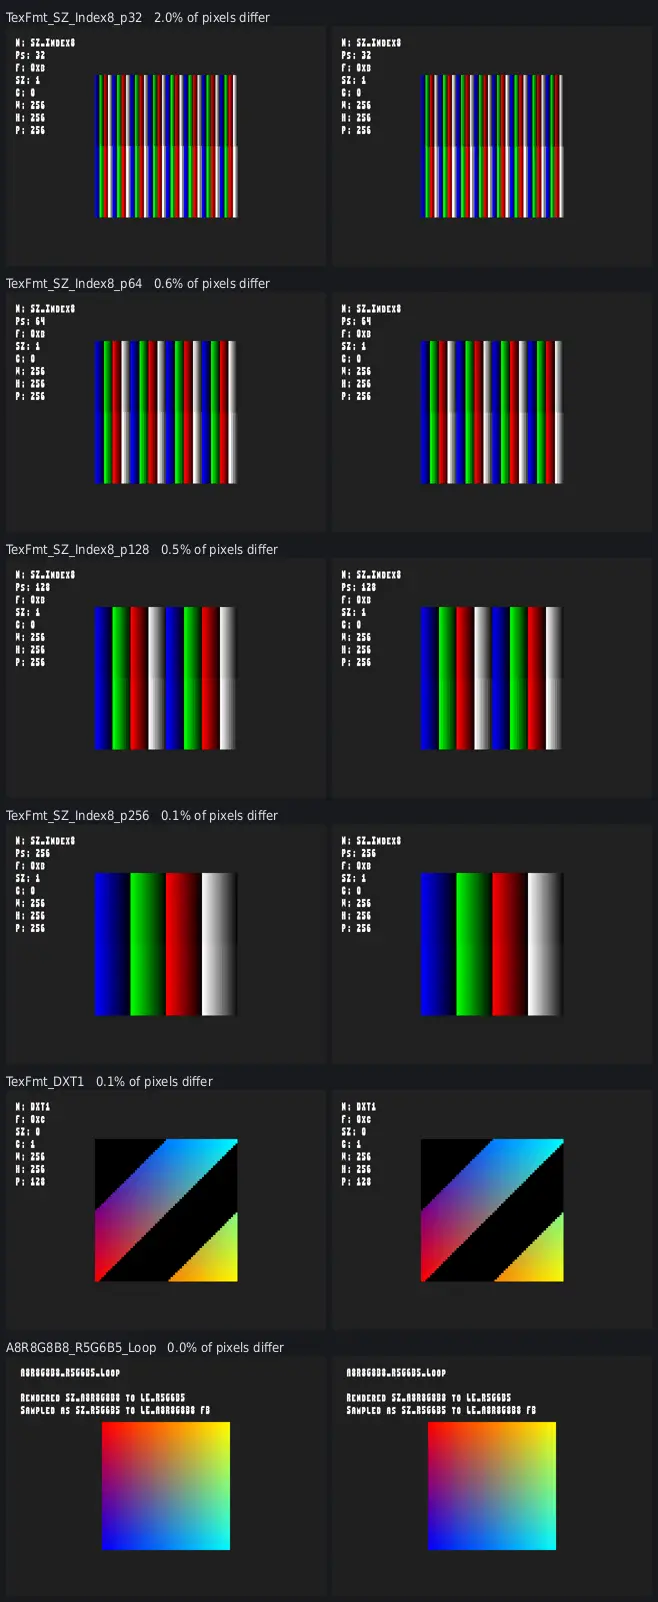 TexFmt_SZ_Index8_p32 2.0% of pixels differ
N: SZ_Index8 N: SZ_Index8
Ps: 32 Ps: 32
F: 0xB F: 0xB
SZ: 1 SZ: 1
C: 0 C: 0
W: 256 W: 256
H: 256 H: 256
P: 256 P: 256
TexFmt_SZ_Index8_p64 0.6% of pixels differ
N: SZ_Index8 N: SZ_Index8
Ps: 64 Ps: 64
F: 0xB F: 0xB
SZ: 1 SZ: 1
C: 0 C: 0
W: 256 W: 256
H: 256 H: 256
P: 256 P: 256
TexFmt_SZ_Index8_p128 0.5% of pixels differ
N: SZ_Index8 N: SZ_Index8
Ps: 128 Ps: 128
F: 0xB F: 0xB
SZ: 1 SZ: 1
C: 0 C: 0
W: 256 W: 256
H: 256 H: 256
P: 256 P: 256
TexFmt_SZ_Index8_p256 0.1% of pixels differ
N: SZ_Index8 N: SZ_Index8
Ps: 256 Ps: 256
F: 0xB F: 0xB
SZ: 1 SZ: 1
C: 0 C: 0
W: 256 W: 256
H: 256 H: 256
P: 256 P: 256
TexFmt_DXT1 0.1% of pixels differ
N: DXT1 N: DXT1
F: 0xC F: 0xC
SZ: 0 SZ: 0
C: 1 C: 1
W: 256 W: 256
H: 256 H: 256
P: 128 P: 128
A8R8G8B8_R5G6B5_Loop 0.0% of pixels differ
A8R8G8B8_R5G6B5_Loop A8R8G8B8_R5G6B5_Loop
Rendered SZ_A8R8G8B8 to LE_R5G6B5 Rendered SZ_A8R8G8B8 to LE_R5G6B5
Sampled as SZ_R5G6B5 to LE_A8R8G8B8 FB Sampled as SZ_R5G6B5 to LE_A8R8G8B8 FB